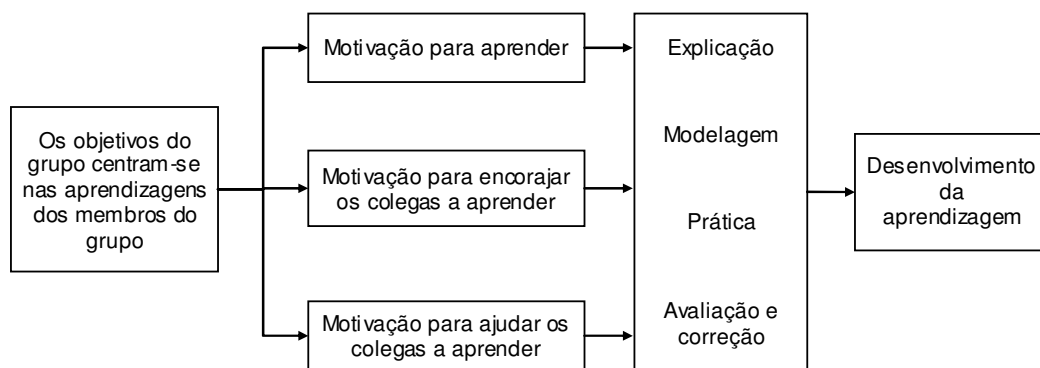 Os objetivos do
grupo centram-se
nas aprendizagens
dos membros do
grupo
Motivação para aprender
Motivação para encorajar
os colegas a aprender
Motivação para ajudar os
colegas a aprender
Explicação
Modelagem
Prática
Avaliação e
correção
Desenvolvimento
da
aprendizagem